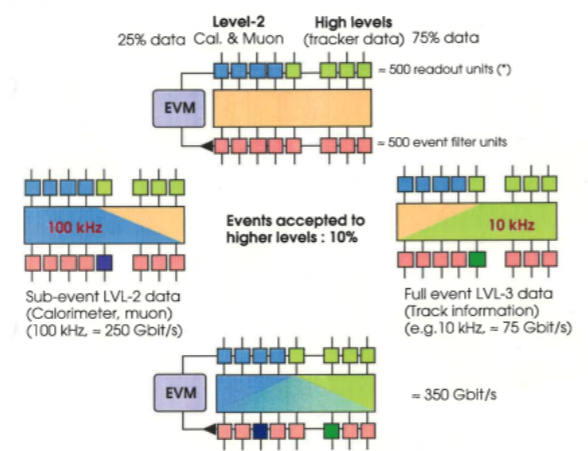 Level-2 High levels
25% data Cal. & Muon (tracker data) 75% data
≈ 500 readout units (*)
EVM
≈ 500 event filter units
100 kHz
Events accepted to
higher levels : 10%
10 kHz
Sub-event LVL-2 data
(Calorimeter, muon)
(100 kHz, ≈ 250 Gbit/s)
Full event LVL-3 data
(Track information)
(e.g. 10 kHz, ≈ 75 Gbit/s)
EVM
≈ 350 Gbit/s